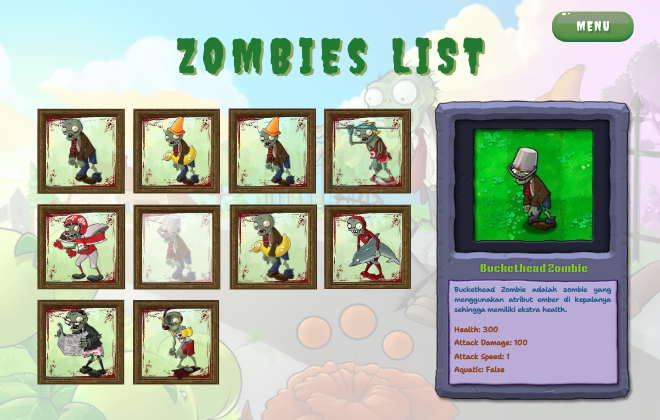 MENU
ZOMBIES LIST
Buckethead Zombie
Buckethead Zombie adalah zombie yang
menggunakan atribut ember di kepalanya
sehingga memiliki ekstra health.
Health: 300
Attack Damage: 100
Attack Speed: 1
Aquatic: False